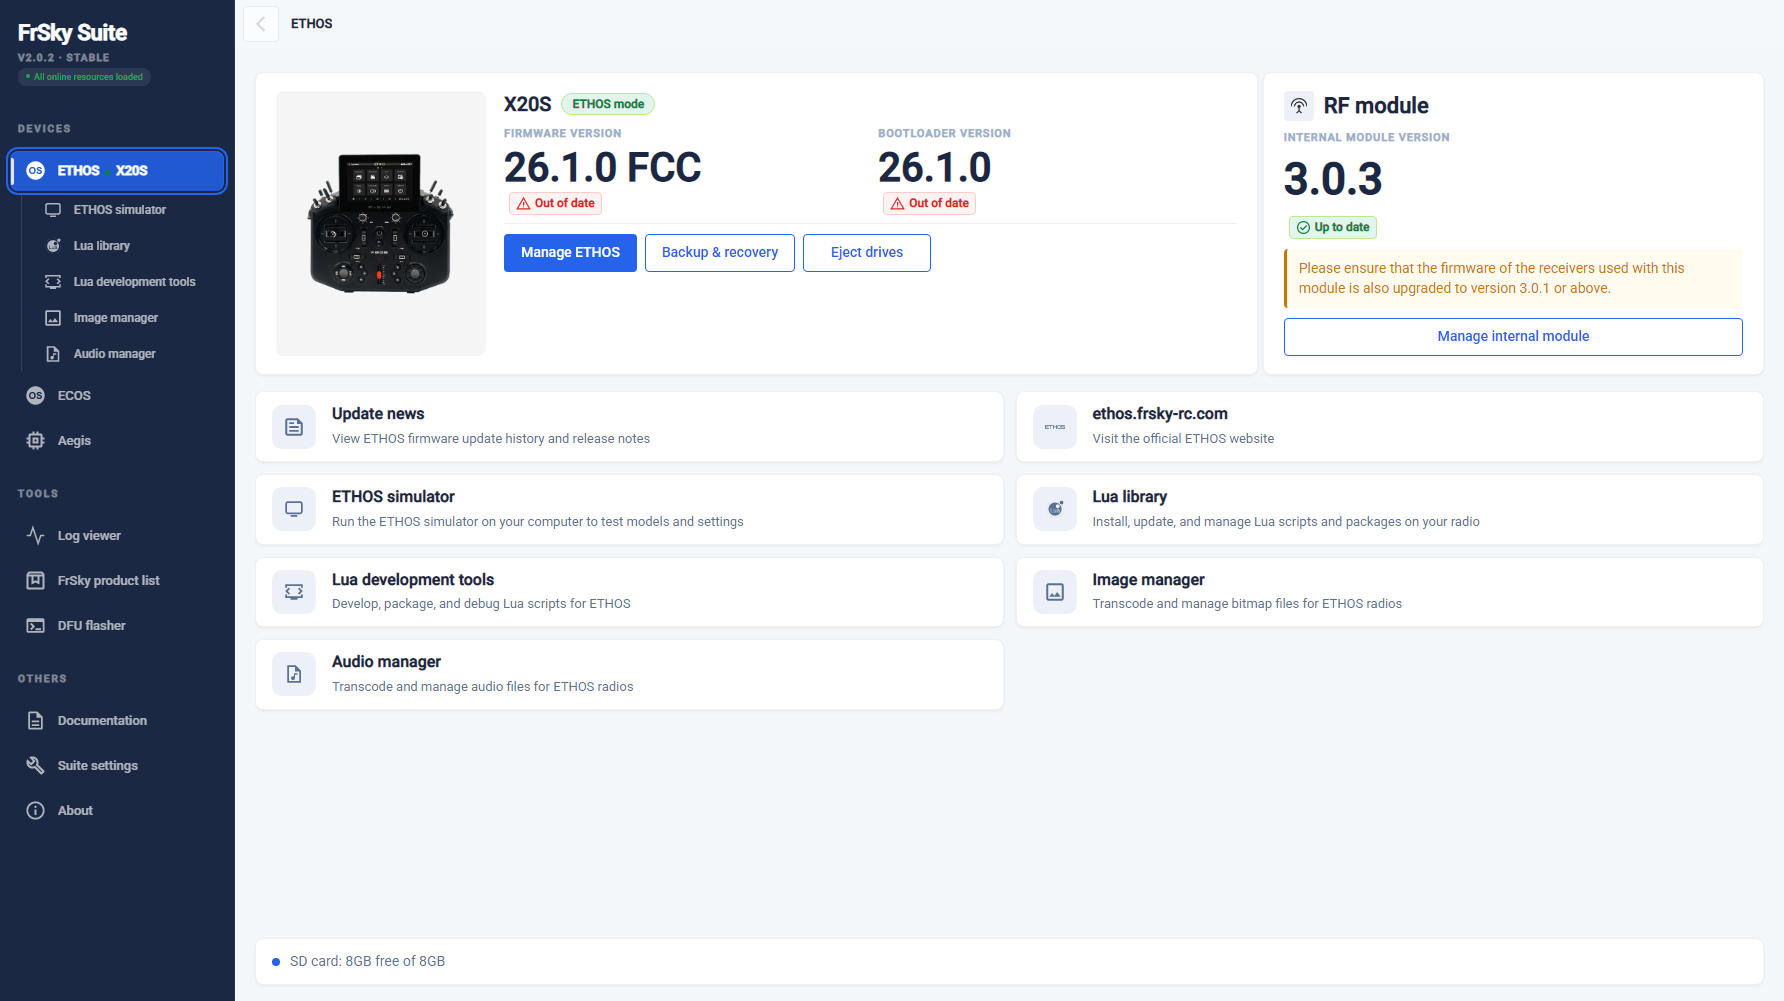 FrSky Suite
V2.0.2 · STABLE
All online resources loaded
DEVICES
ETHOS X20S
ETHOS simulator
Lua library
Lua development tools
Image manager
Audio manager
ECOS
Aegis
TOOLS
Log viewer
FrSky product list
DFU flasher
OTHERS
Documentation
Suite settings
About
ETHOS
X20S ETHOS mode
FIRMWARE VERSION
26.1.0 FCC
Out of date
BOOTLOADER VERSION
26.1.0
Out of date
Manage ETHOS
Backup & recovery
Eject drives
RF module
INTERNAL MODULE VERSION
3.0.3
Up to date
Please ensure that the firmware of the receivers used with this
module is also upgraded to version 3.0.1 or above.
Manage internal module
Update news
View ETHOS firmware update history and release notes
ETHOS
ethos.frsky-rc.com
Visit the official ETHOS website
ETHOS simulator
Run the ETHOS simulator on your computer to test models and settings
Lua library
Install, update, and manage Lua scripts and packages on your radio
Lua development tools
Develop, package, and debug Lua scripts for ETHOS
Image manager
Transcode and manage bitmap files for ETHOS radios
Audio manager
Transcode and manage audio files for ETHOS radios
SD card: 8GB free of 8GB